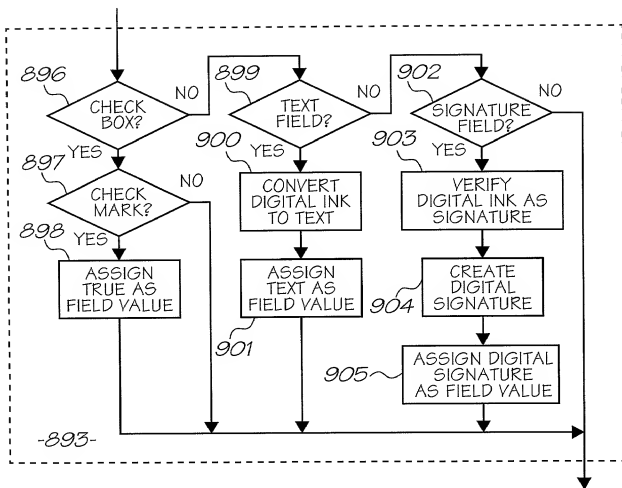 896
CHECK
BOX?
NO
YES
897
CHECK
MARK?
NO
YES
898
ASSIGN
TRUE AS
FIELD VALUE
899
TEXT
FIELD?
NO
YES
900
CONVERT
DIGITAL INK
TO TEXT
ASSIGN
TEXT AS
FIELD VALUE
901
902
SIGNATURE
FIELD?
NO
YES
903
VERIFY
DIGITAL INK AS
SIGNATURE
CREATE
DIGITAL
SIGNATURE
904
ASSIGN DIGITAL
SIGNATURE
AS FIELD VALUE
905
-893-